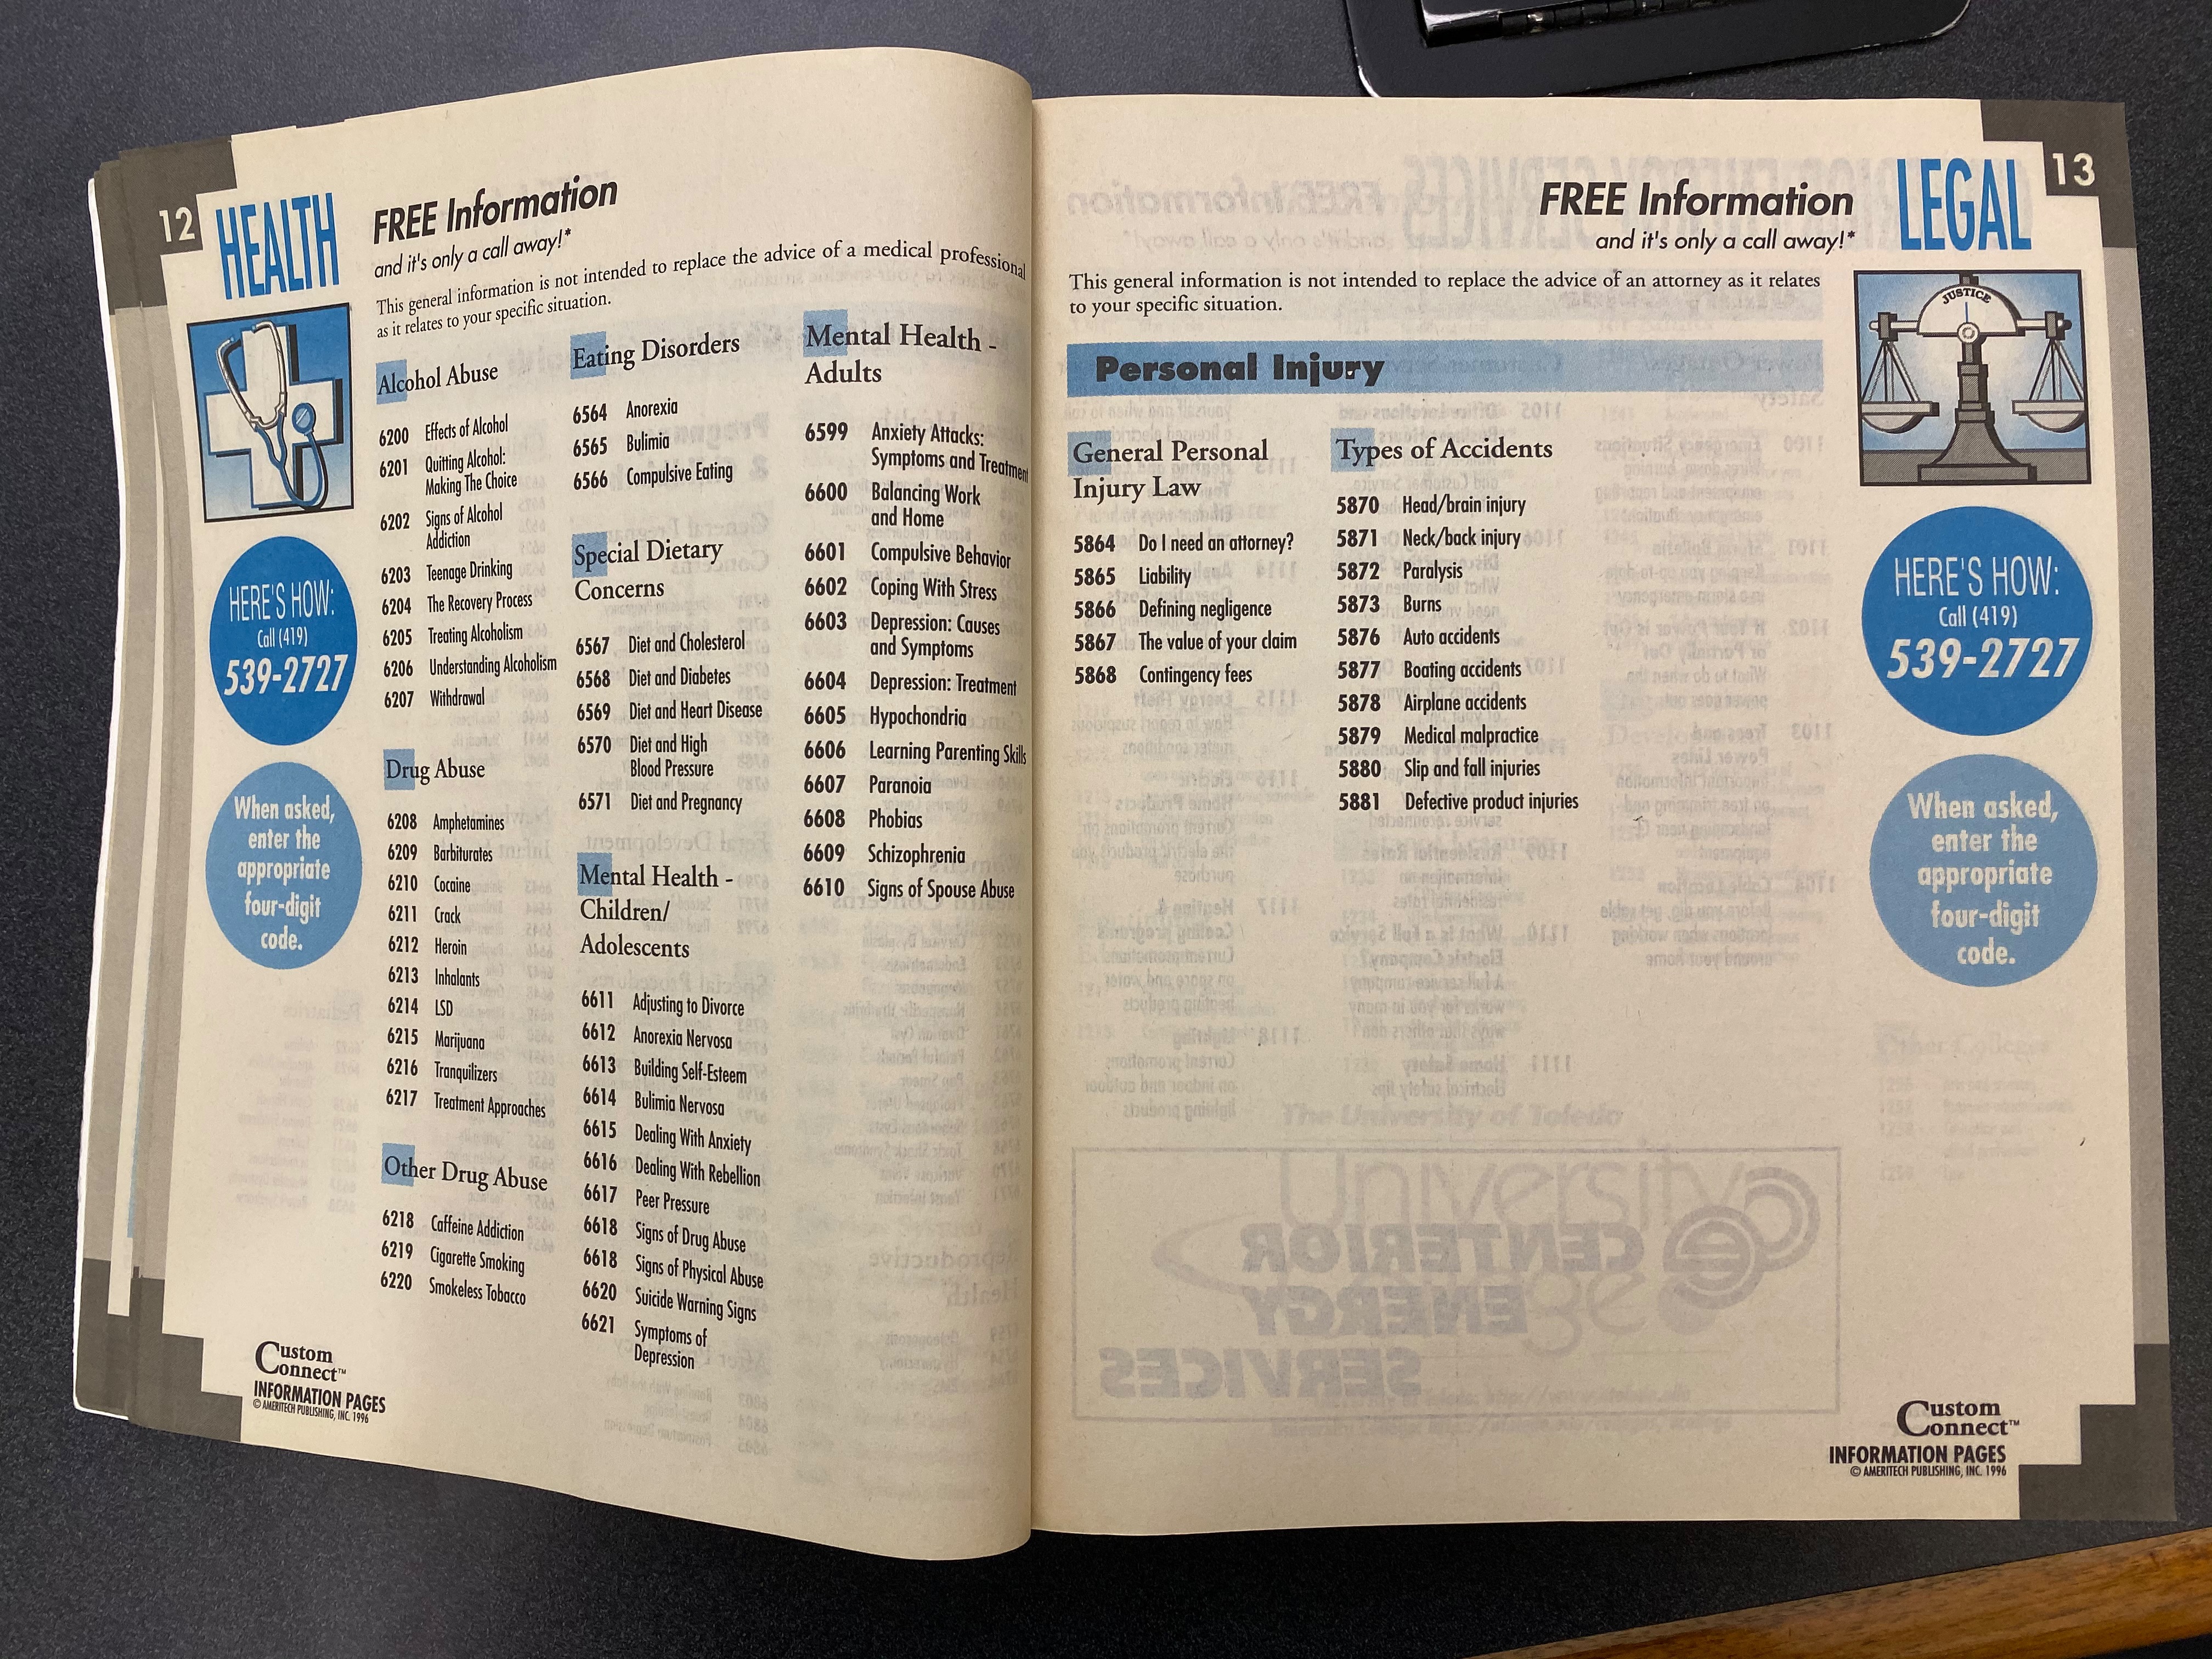 12
HEALTH
FREE Information
and it's only a call away!*
This general information is not intended to replace the advice of a medical professional
as it relates to your specific situation.
HERE'S HOW:
Call (419)
539-2727
When asked,
enter the
appropriate
four-digit
code.
Alcohol Abuse
6200 Effects of Alcohol
6201 Quitting Alcohol:
Making The Choice
6202 Signs of Alcohol
Addiction
6203 Teenage Drinking
6204 The Recovery Process
6205 Treating Alcoholism
6206 Understanding Alcoholism
6207 Withdrawal
Drug Abuse
6208 Amphetamines
6209 Barbiturates
6210 Cocaine
6211 Crack
6212 Heroin
6213 Inhalants
6214 LSD
6215 Marijuana
6216 Tranquilizers
6217 Treatment Approaches
Other Drug Abuse
6218 Caffeine Addiction
6219 Cigarette Smoking
6220 Smokeless Tobacco
Eating Disorders
6564 Anorexia
6565 Bulimia
6566 Compulsive Eating
Special Dietary
Concerns
6567 Diet and Cholesterol
6568 Diet and Diabetes
6569 Diet and Heart Disease
6570 Diet and High
Blood Pressure
6571 Diet and Pregnancy
Mental Health -
Children/
Adolescents
6611 Adjusting to Divorce
6612 Anorexia Nervosa
6613 Building Self-Esteem
6614 Bulimia Nervosa
6615 Dealing With Anxiety
6616 Dealing With Rebellion
6617 Peer Pressure
6618 Signs of Drug Abuse
6618 Signs of Physical Abuse
6620 Suicide Warning Signs
6621 Symptoms of
Depression
Mental Health -
Adults
6599 Anxiety Attacks:
Symptoms and Treatment
6600 Balancing Work
and Home
6601 Compulsive Behavior
6602 Coping With Stress
6603 Depression: Causes
and Symptoms
6604 Depression: Treatment
6605 Hypochondria
6606 Learning Parenting Skills
6607 Paranoia
6608 Phobias
6609 Schizophrenia
6610 Signs of Spouse Abuse
Custom
Connect™
INFORMATION PAGES
© AMERITECH PUBLISHING, INC. 1996
13
LEGAL
FREE Information
and it's only a call away!*
This general information is not intended to replace the advice of an attorney as it relates
to your specific situation.
JUSTICE
Personal Injury
General Personal
Injury Law
5864 Do I need an attorney?
5865 Liability
5866 Defining negligence
5867 The value of your claim
5868 Contingency fees
Types of Accidents
5870 Head/brain injury
5871 Neck/back injury
5872 Paralysis
5873 Burns
5876 Auto accidents
5877 Boating accidents
5878 Airplane accidents
5879 Medical malpractice
5880 Slip and fall injuries
5881 Defective product injuries
HERE'S HOW:
Call (419)
539-2727
When asked,
enter the
appropriate
four-digit
code.
Custom
Connect™
INFORMATION PAGES
© AMERITECH PUBLISHING, INC. 1996